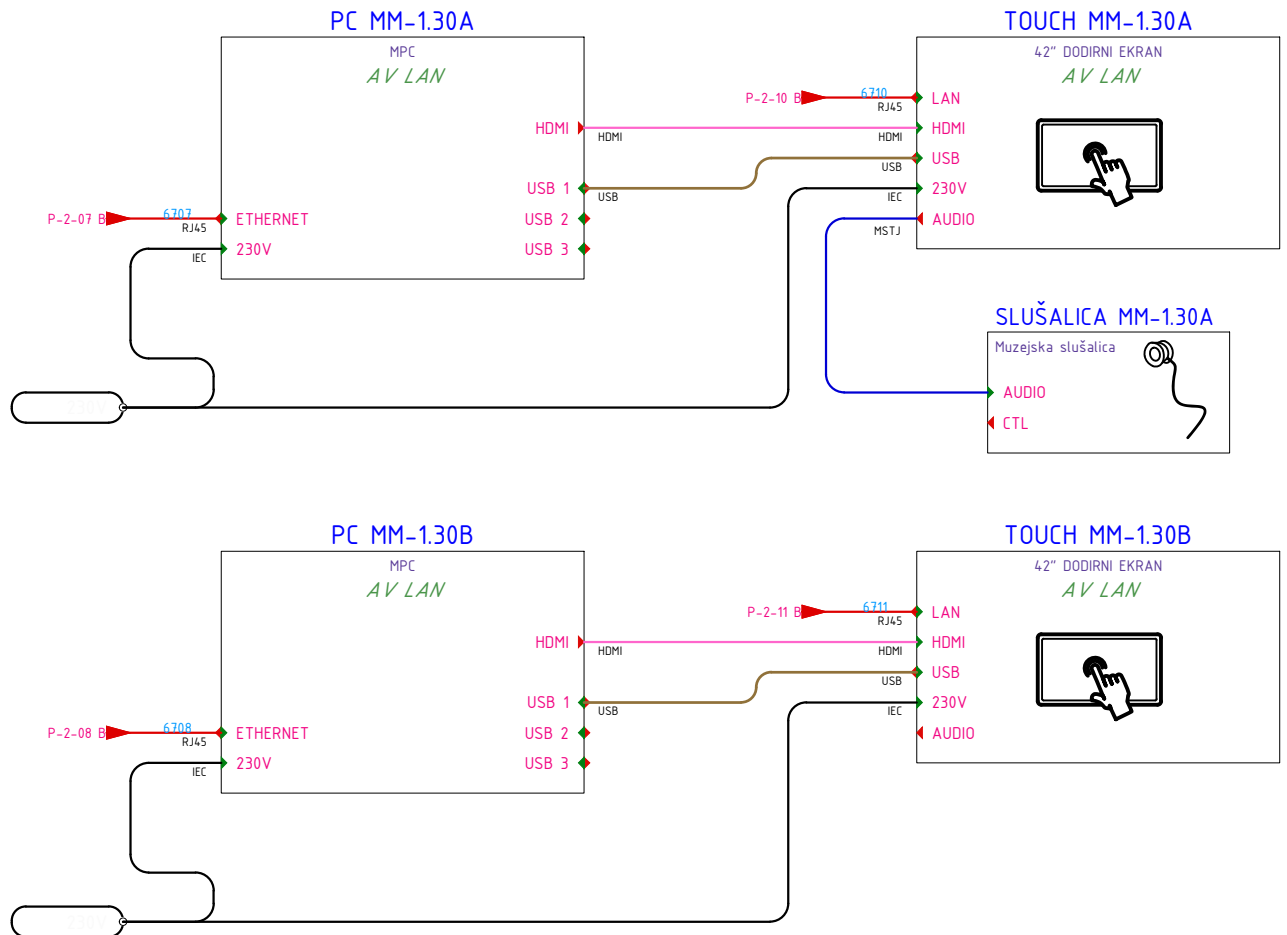 PC MM-1.30A
MPC
AV LAN
HDMI
HDMI
USB 1
USB
USB 2
USB 3
P-2-07 B
6707
RJ45
ETHERNET
IEC
230V
230V
TOUCH MM-1.30A
42" DODIRNI EKRAN
AV LAN
P-2-10 B
6710
RJ45
LAN
HDMI
HDMI
USB
USB
230V
IEC
AUDIO
MSTJ
SLUŠALICA MM-1.30A
Muzejska slušalica
AUDIO
CTL
PC MM-1.30B
MPC
AV LAN
HDMI
HDMI
USB 1
USB
USB 2
USB 3
P-2-08 B
6708
RJ45
ETHERNET
IEC
230V
230V
TOUCH MM-1.30B
42" DODIRNI EKRAN
AV LAN
P-2-11 B
6711
RJ45
LAN
HDMI
HDMI
USB
USB
230V
IEC
AUDIO